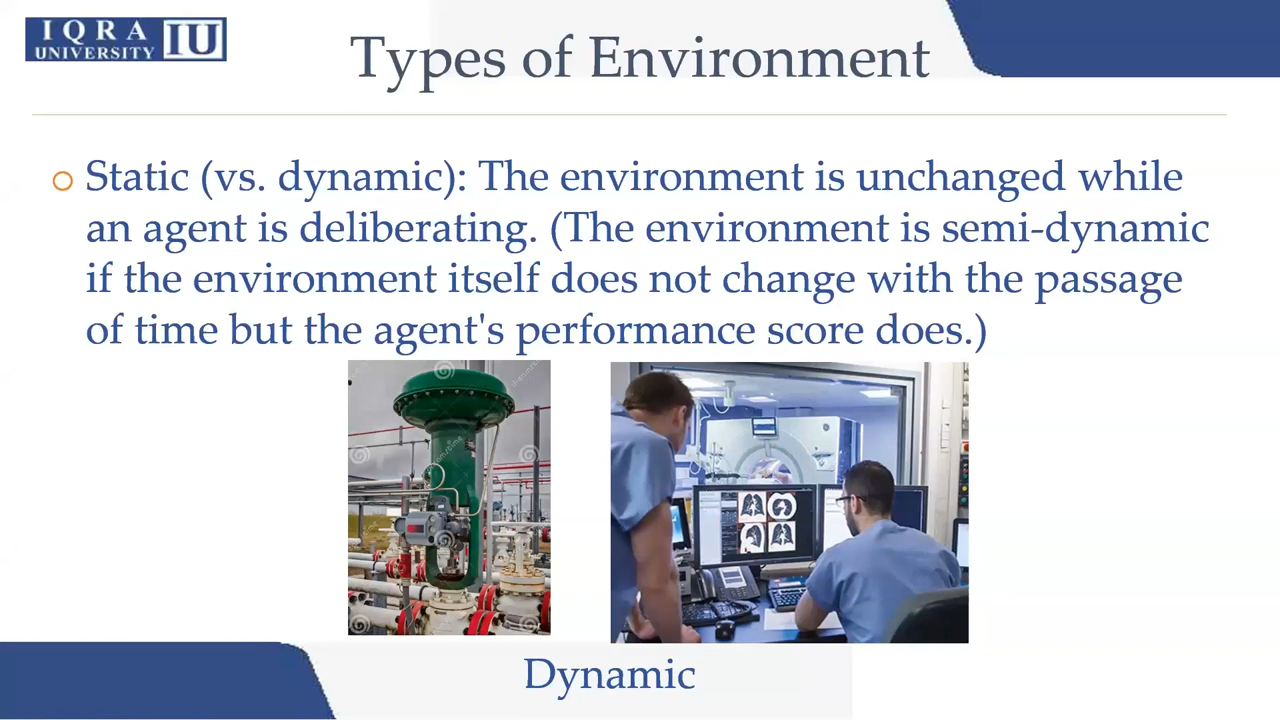 IQRA
UNIVERSITY IU
Types of Environment
Static (vs. dynamic): The environment is unchanged while
an agent is deliberating. (The environment is semi-dynamic
if the environment itself does not change with the passage
of time but the agent's performance score does.)
Dynamic